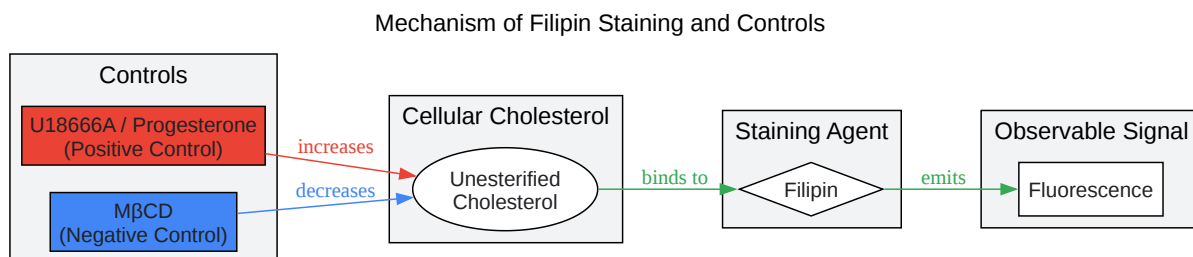 Mechanism of Filipin Staining and Controls
Controls
U18666A / Progesterone
(Positive Control)
MβCD
(Negative Control)
increases
decreases
Cellular Cholesterol
Unesterified
Cholesterol
binds to
Staining Agent
Filipin
emits
Observable Signal
Fluorescence